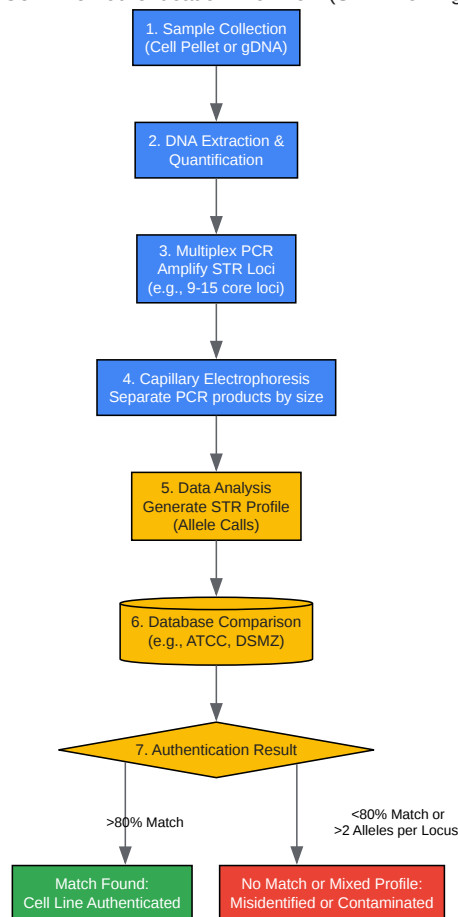 1. Sample Collection
(Cell Pellet or gDNA)
2. DNA Extraction &
Quantification
3. Multiplex PCR
Amplify STR Loci
(e.g., 9-15 core loci)
4. Capillary Electrophoresis
Separate PCR products by size
5. Data Analysis
Generate STR Profile
(Allele Calls)
6. Database Comparison
(e.g., ATCC, DSMZ)
7. Authentication Result
>80% Match
<80% Match or
>2 Alleles per Locus
Match Found:
Cell Line Authenticated
No Match or Mixed Profile:
Misidentified or Contaminated